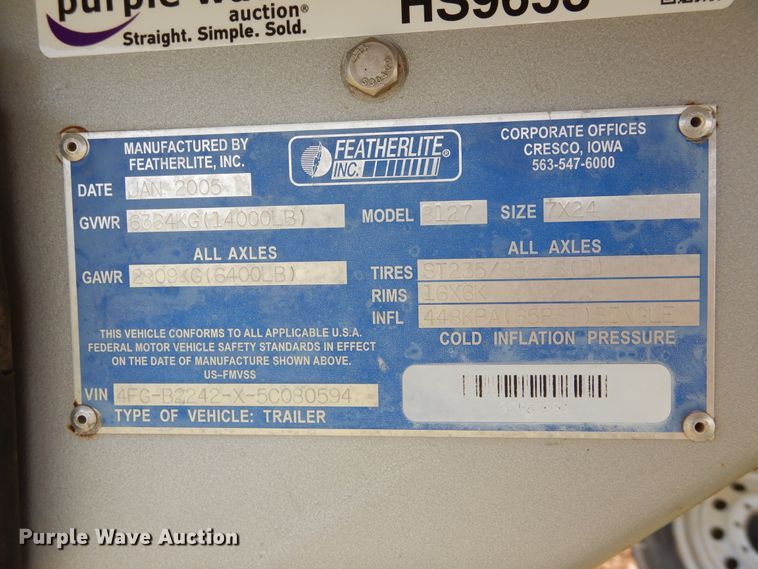 purple wave
auction®
Straight. Simple. Sold.
MANUFACTURED BY
FEATHERLITE, INC.
FEATHERLITE®
INC.
CORPORATE OFFICES
CRESCO, IOWA
563-547-6000
DATE JAN 2005
GVWR 6364KG(14000LB) MODEL 8127 SIZE 7X24
ALL AXLES
GAWR 2909KG(6400LB)
ALL AXLES
TIRES
RIMS 16X6K
INFL SINGLE
COLD INFLATION PRESSURE
THIS VEHICLE CONFORMS TO ALL APPLICABLE U.S.A.
FEDERAL MOTOR VEHICLE SAFETY STANDARDS IN EFFECT
ON THE DATE OF MANUFACTURE SHOWN ABOVE.
US–FMVSS
VIN 4FG-B2242-X-5C080594
TYPE OF VEHICLE: TRAILER
Purple Wave Auction